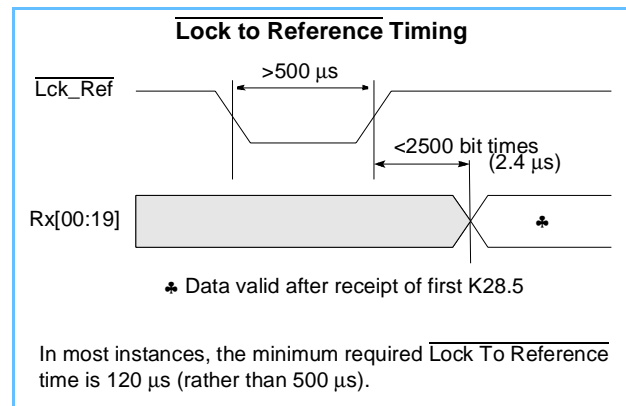 Lock to Reference Timing
>500 µs
Lck_Ref
<2500 bit times
(2.4 µs)
Rx[00:19]
♣
♣ Data valid after receipt of first K28.5
In most instances, the minimum required Lock To Reference
time is 120 µs (rather than 500 µs).